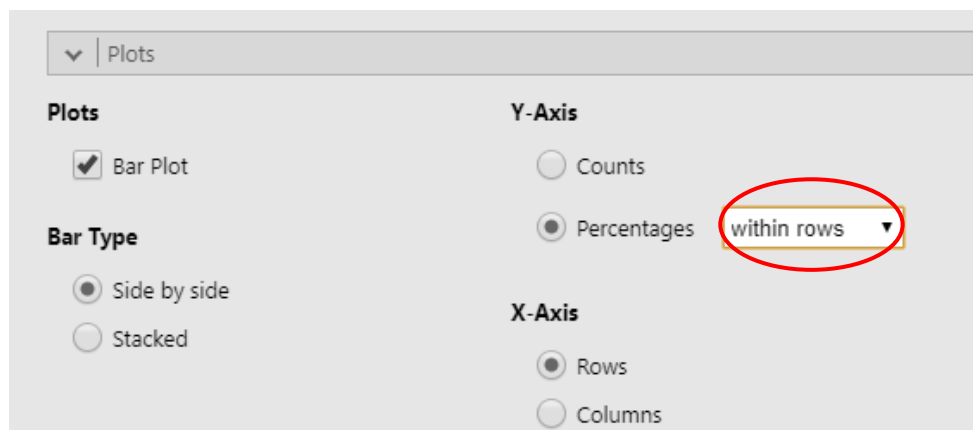 Plots
Plots
Bar Plot
Bar Type
Side by side
Stacked
Y-Axis
Counts
Percentages within rows
X-Axis
Rows
Columns